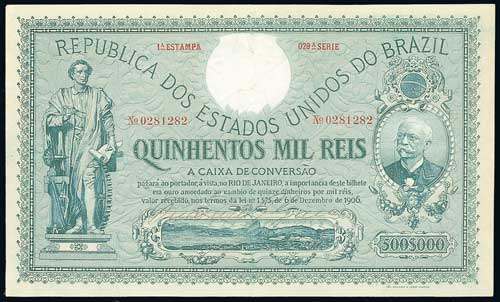 1ª ESTAMPA 029ª SERIE
REPUBLICA DOS ESTADOS UNIDOS DO BRAZIL
No 0281282 No 0281282
QUINHENTOS MIL REIS
A CAIXA DE CONVERSÃO
pagará ao portador, á vista, no RIO DE JANEIRO, a importancia deste bilhete
em ouro amoedado ao cambio de quinze dinheiros por mil réis,
valor recebido, nos termos da lei nº 1575, de 6 de Dezembro de 1906.
500$000